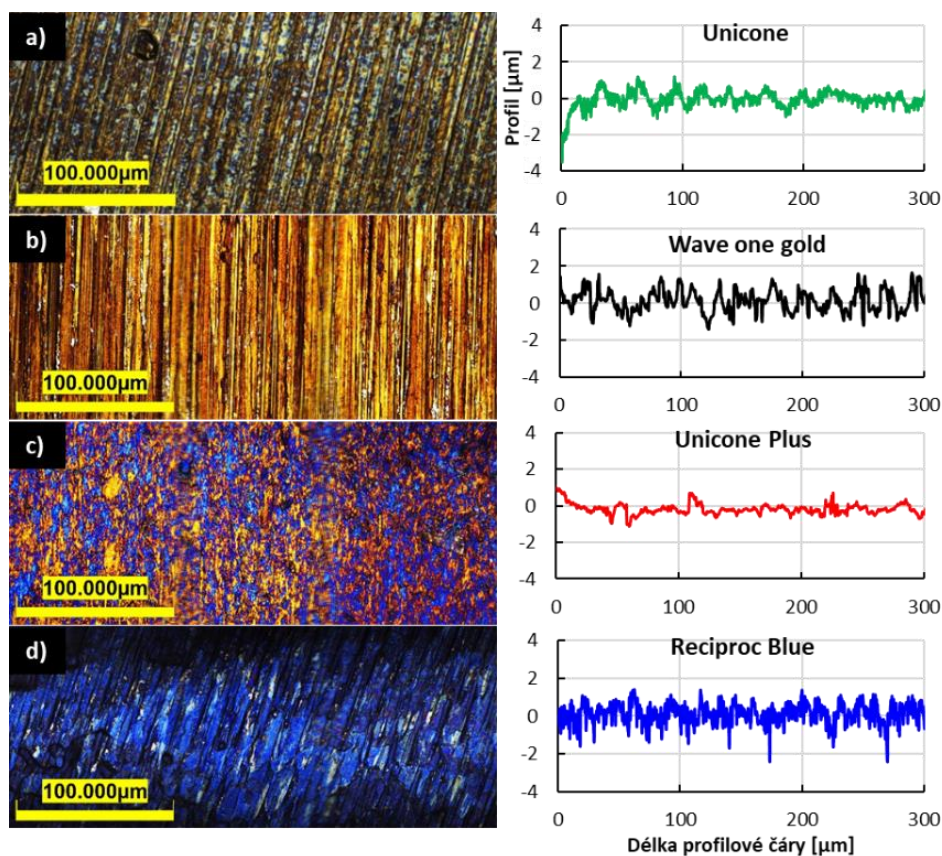 a)
100.000µm
Unicone
Profil [µm]
4
2
0
-2
-4
0
100
200
300
b)
100.000µm
Wave one gold
4
2
0
-2
-4
0
100
200
300
c)
100.000µm
Unicone Plus
4
2
0
-2
-4
0
100
200
300
d)
100.000µm
Reciproc Blue
4
2
0
-2
-4
0
100
200
300
Délka profilové čáry [µm]